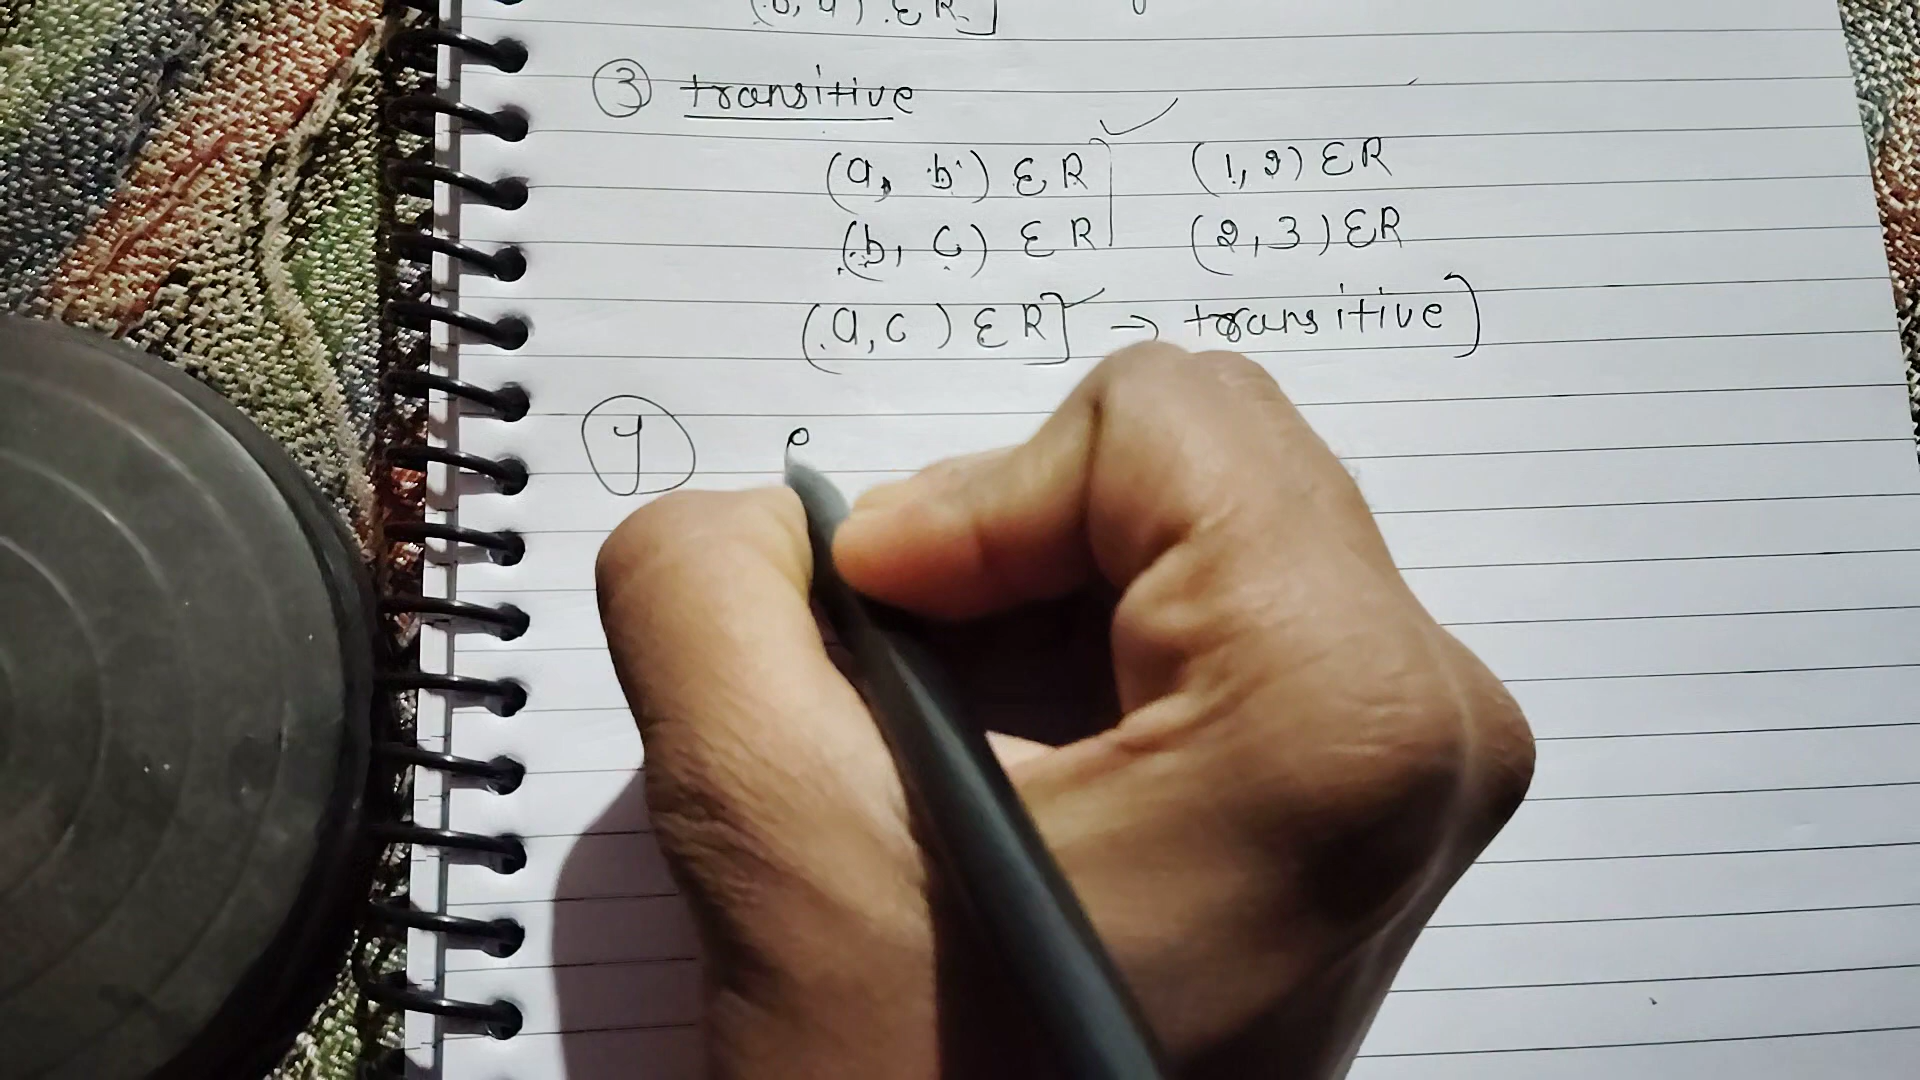 (b, a) ∈ R]
③ transitive
(a, b) ∈ R] ✓ (1, 2) ∈ R
(b, c) ∈ R (2, 3) ∈ R
(a, c) ∈ R] ✓ → transitive]
④ e